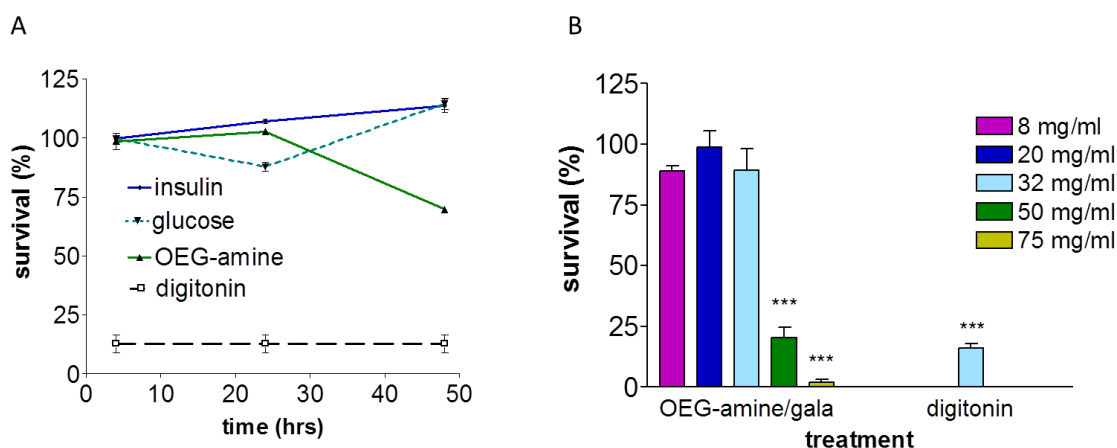 A
survival (%)
125
100
75
50
25
0
insulin
glucose
OEG-amine
digitonin
0 10 20 30 40 50
time (hrs)
B
survival (%)
125
100
75
50
25
0
8 mg/ml
20 mg/ml
32 mg/ml
50 mg/ml
75 mg/ml
***
***
***
OEG-amine/gala digitonin
treatment